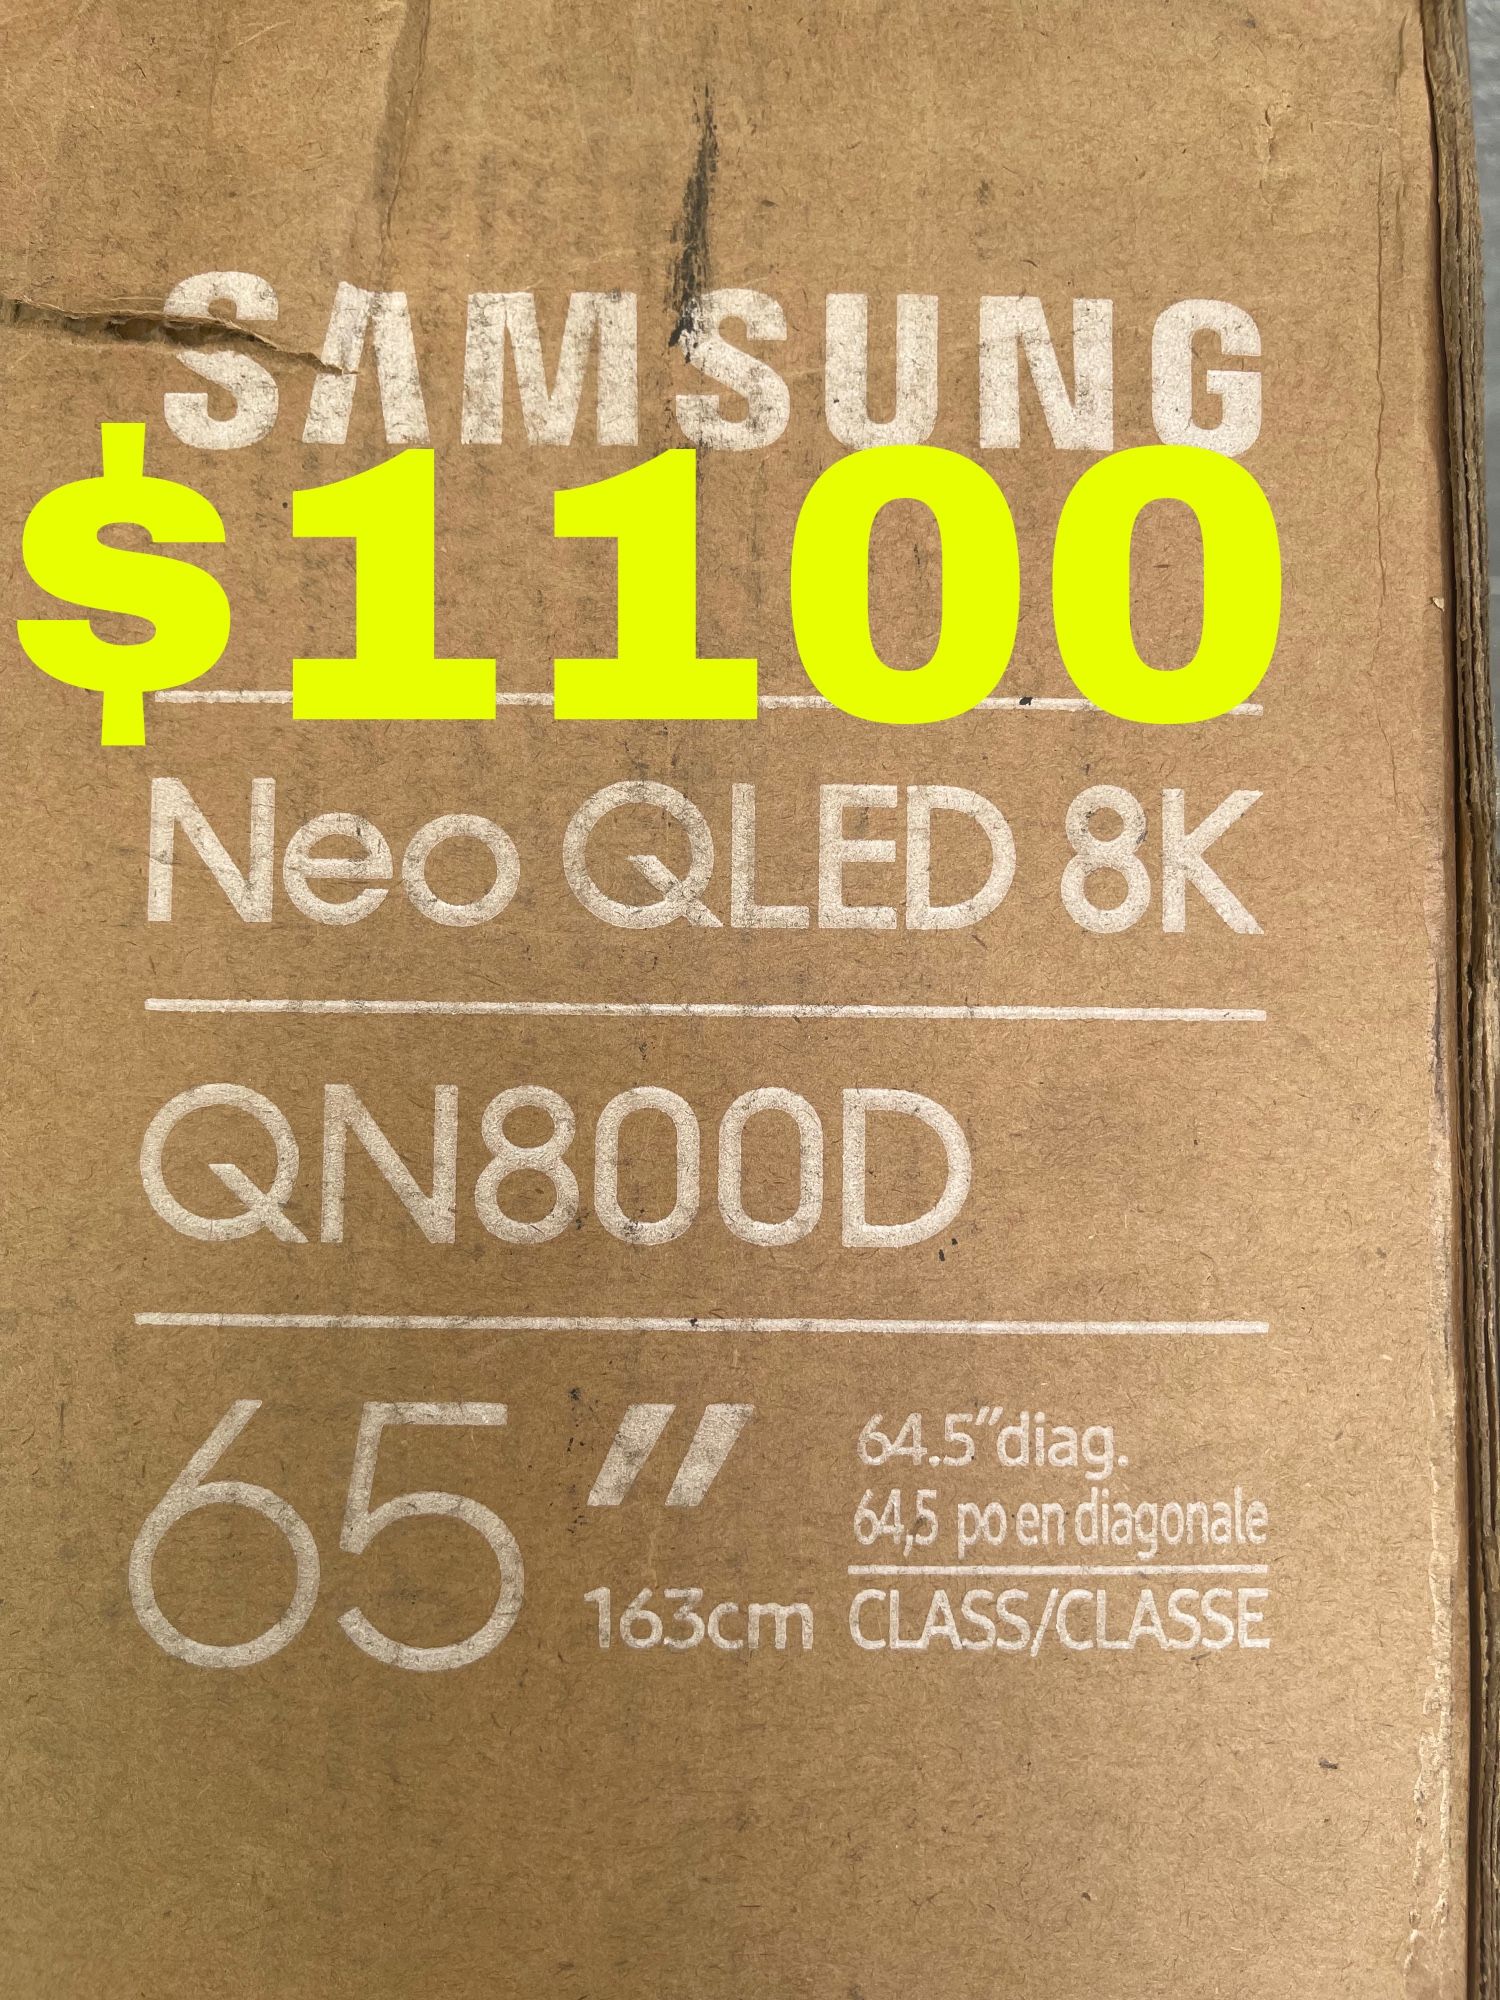 SAMSUNG
$1100
Neo QLED 8K
QN800D
65"
64.5"diag.
64,5 po en diagonale
163cm
CLASS/CLASSE